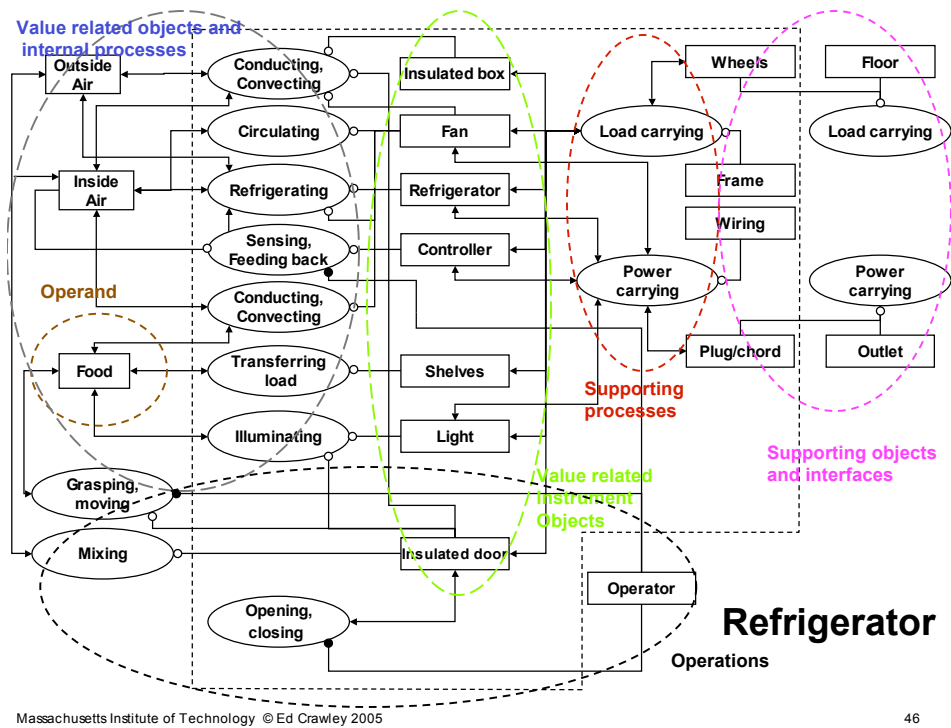 Value related objects and
internal processes
Outside
Air
Conducting,
Convecting
Insulated box
Wheels
Floor
Circulating
Fan
Load carrying
Load carrying
Inside
Air
Refrigerating
Refrigerator
Frame
Wiring
Sensing,
Feeding back
Controller
Operand
Conducting,
Convecting
Power
carrying
Power
carrying
Food
Transferring
load
Shelves
Plug/chord
Outlet
Supporting
processes
Illuminating
Light
Supporting objects
and interfaces
Grasping,
moving
Value related
Instrument
Objects
Mixing
Insulated door
Operator
Opening,
closing
Refrigerator
Operations
Massachusetts Institute of Technology © Ed Crawley 2005
46